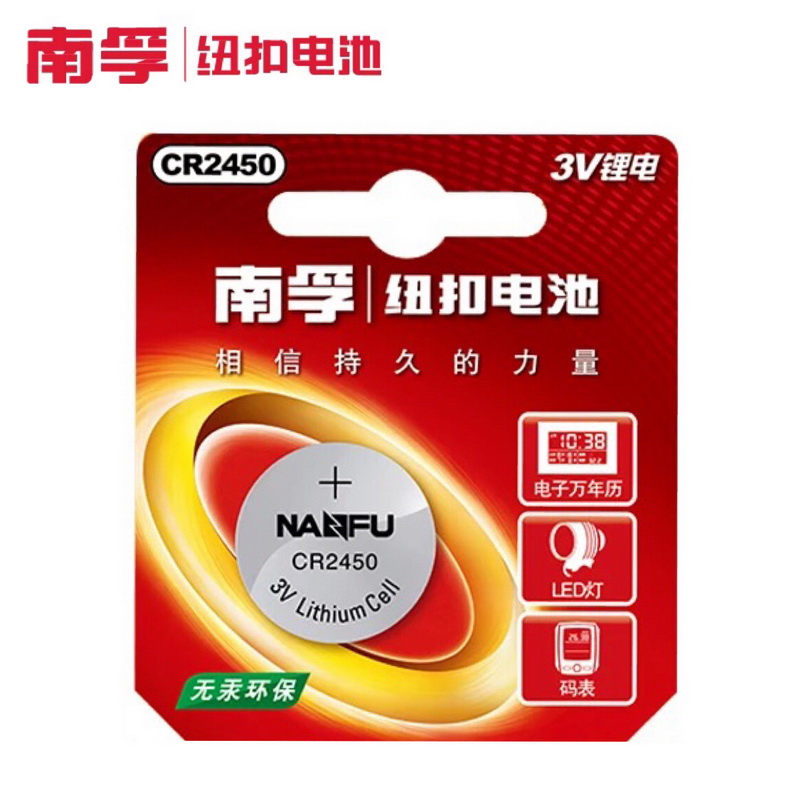 南孚 纽扣电池
CR2450
3V锂电
南孚 纽扣电池
相信持久的力量
10:38
电子万年历
+
NANFU
CR2450
3V Lithium Cell
LED灯
码表
无汞环保